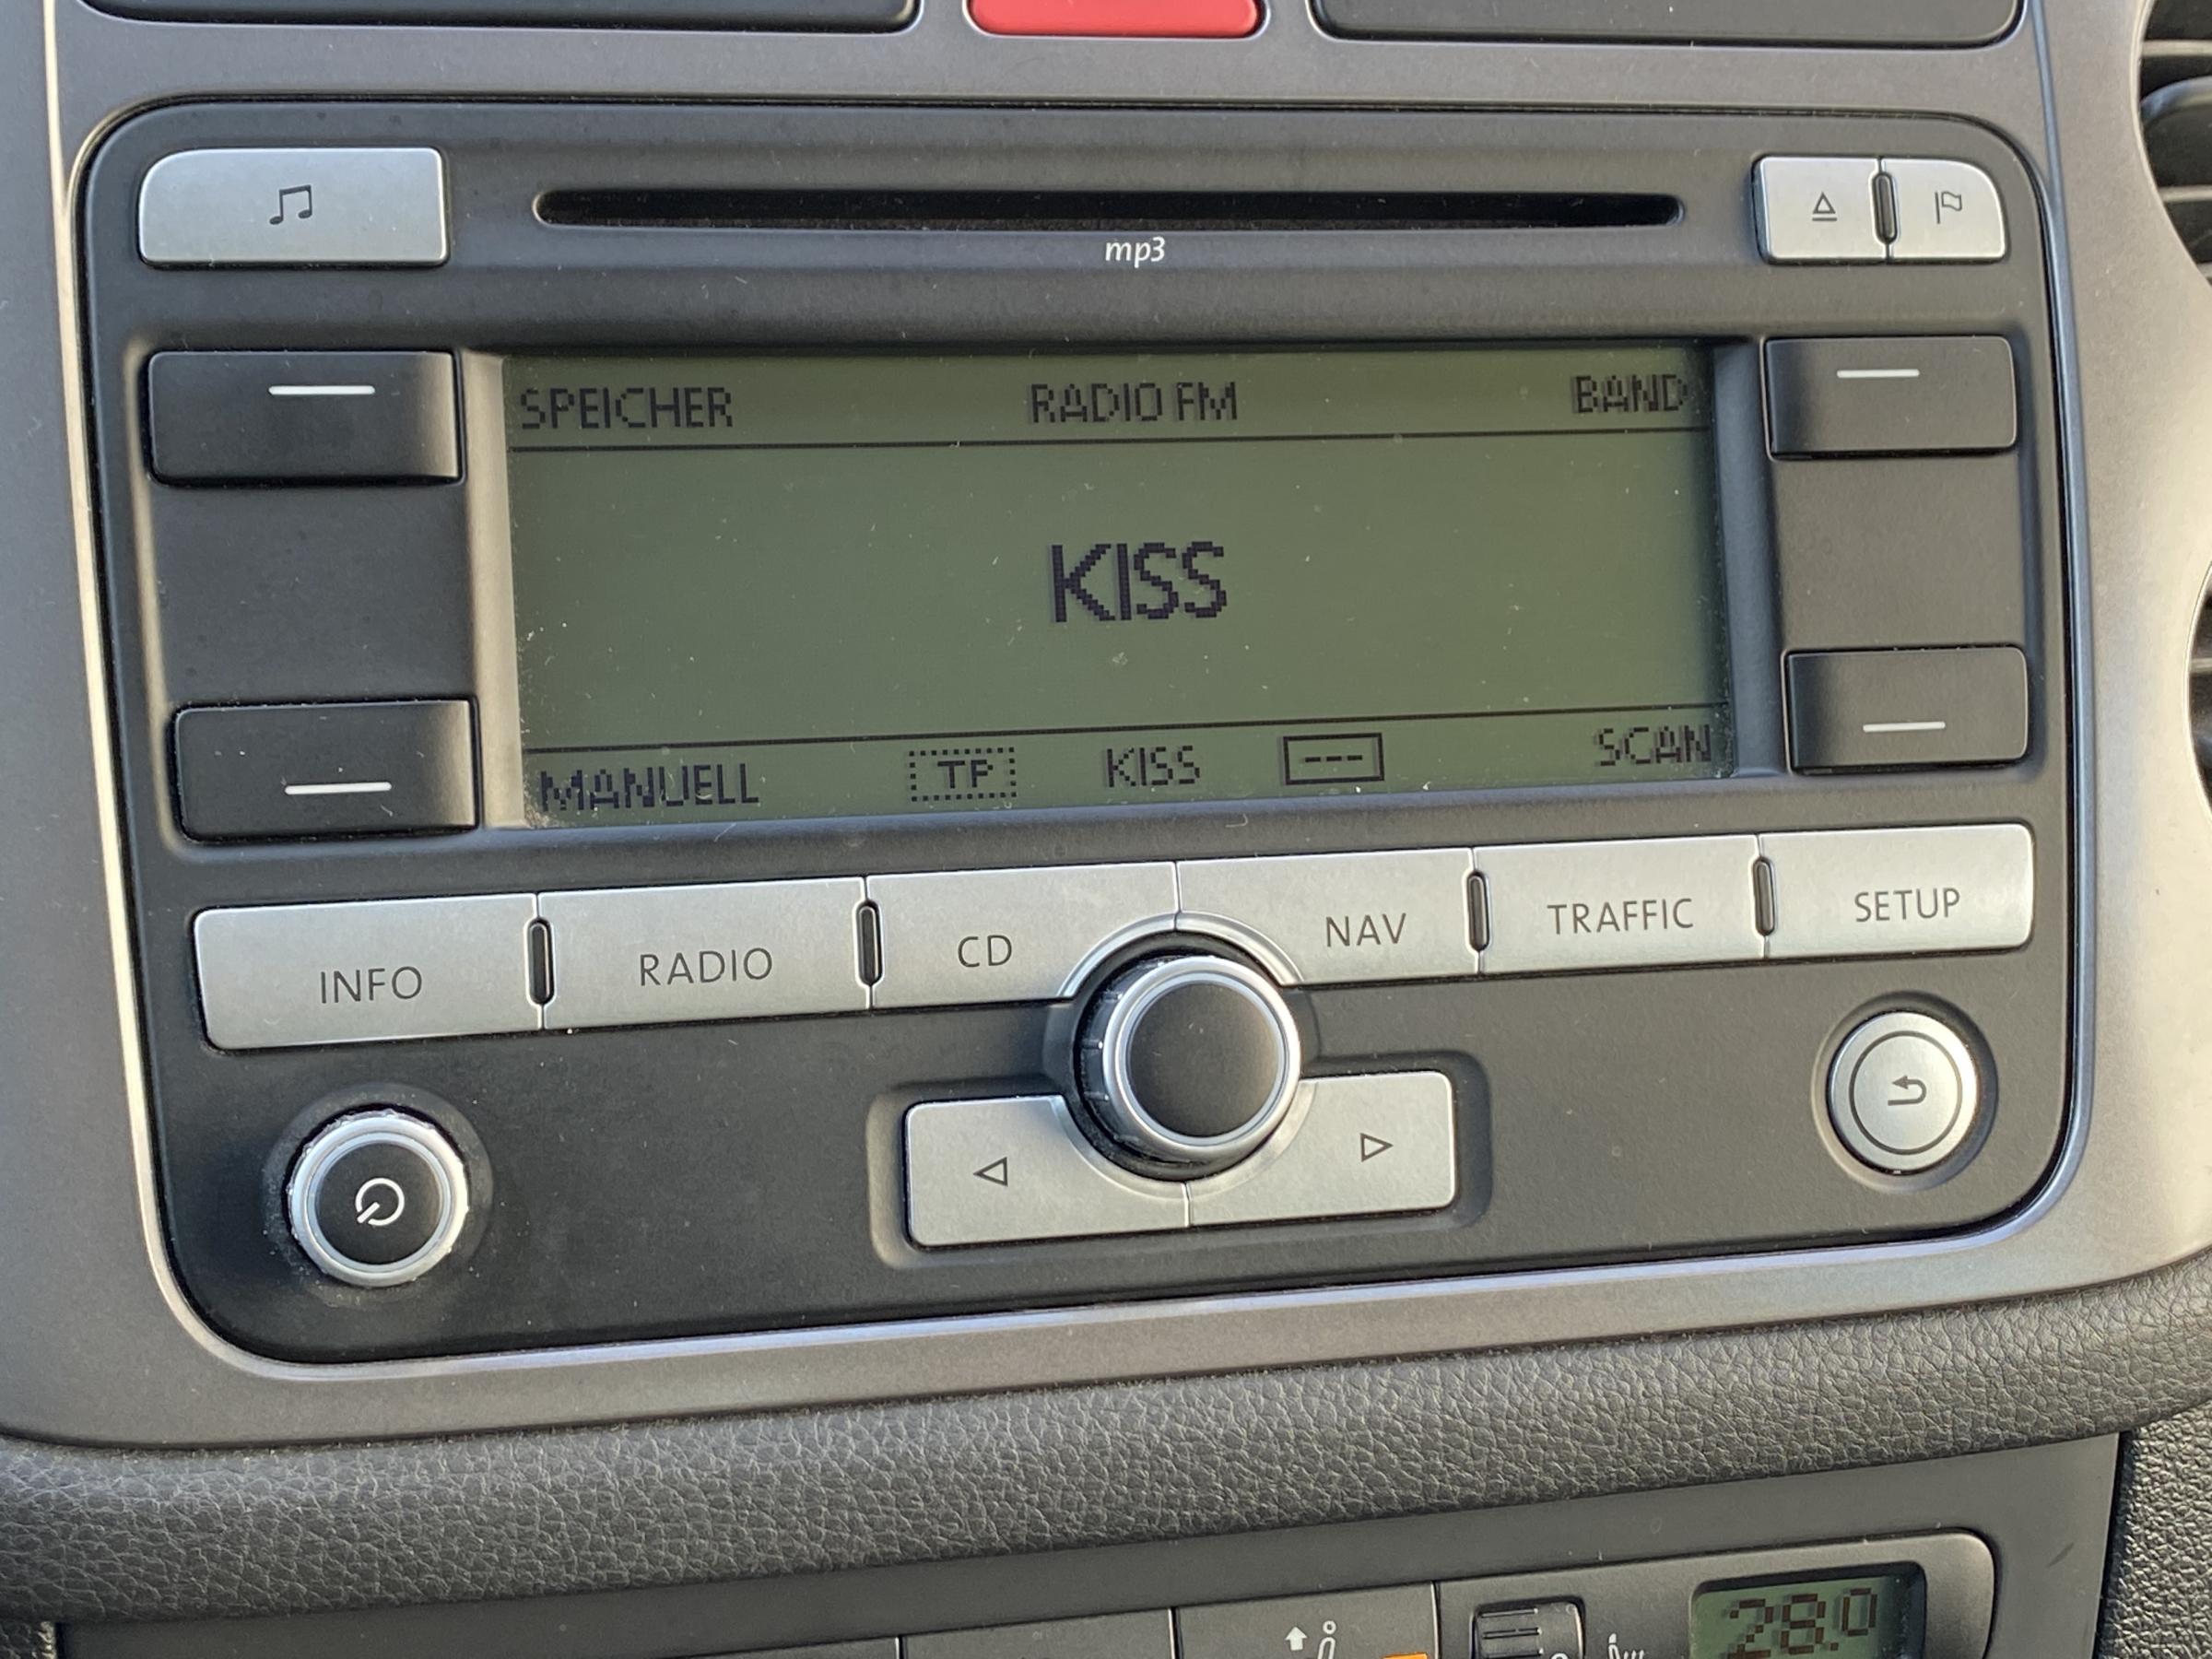 mp3
SPEICHER RADIO FM BAND
KISS
MANUELL TP KISS --- SCAN
INFO RADIO CD NAV TRAFFIC SETUP
28.0